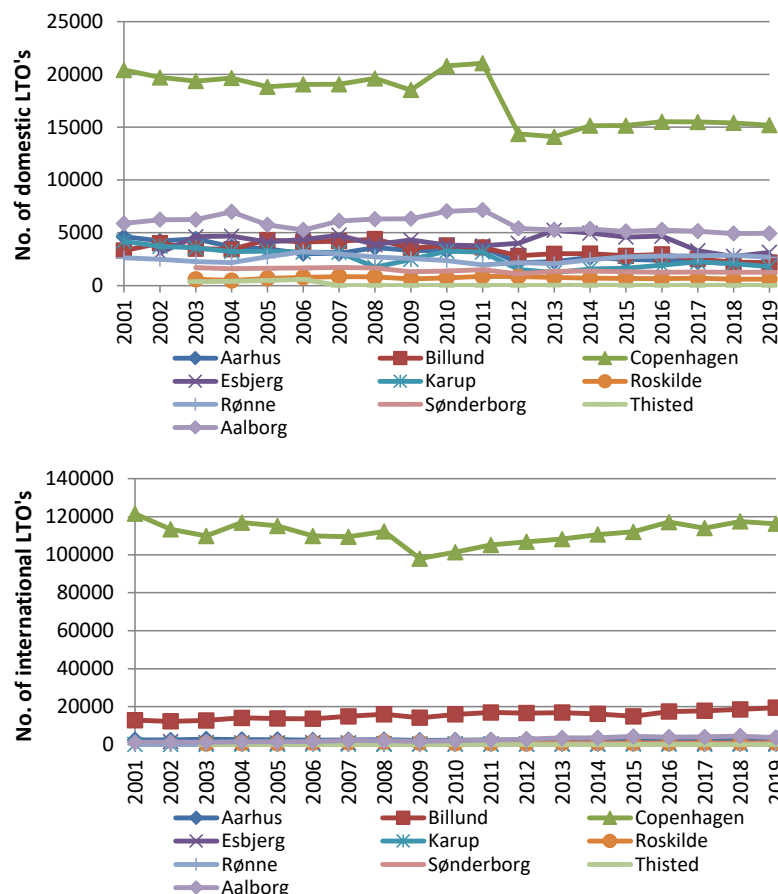 No. of domestic LTO's
25000
20000
15000
10000
5000
0
2001 2002 2003 2004 2005 2006 2007 2008 2009 2010 2011 2012 2013 2014 2015 2016 2017 2018 2019
Aarhus Billund Copenhagen
Esbjerg Karup Roskilde
Rønne Sønderborg Thisted
Aalborg
No. of international LTO's
140000
120000
100000
80000
60000
40000
20000
0
2001 2002 2003 2004 2005 2006 2007 2008 2009 2010 2011 2012 2013 2014 2015 2016 2017 2018 2019
Aarhus Billund Copenhagen
Esbjerg Karup Roskilde
Rønne Sønderborg Thisted
Aalborg